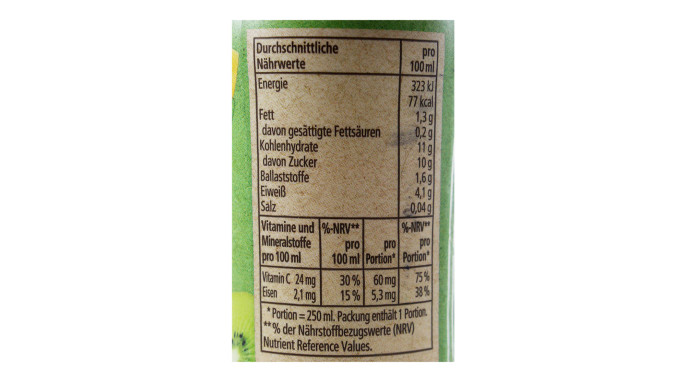 Durchschnittliche pro
Nährwerte 100 ml
Energie 323 kJ
77 kcal
Fett 1,3 g
davon gesättigte Fettsäuren 0,2 g
Kohlenhydrate 11 g
davon Zucker 10 g
Ballaststoffe 1,6 g
Eiweiß 4,1 g
Salz 0,04 g
Vitamine und %-NRV** %-NRV**
Mineralstoffe pro pro pro
pro 100 ml 100 ml Portion* Portion*
Vitamin C 24 mg 30 % 60 mg 75 %
Eisen 2,1 mg 15 % 5,3 mg 38 %
* Portion = 250 ml. Packung enthält 1 Portion.
** % der Nährstoffbezugswerte (NRV)
Nutrient Reference Values.